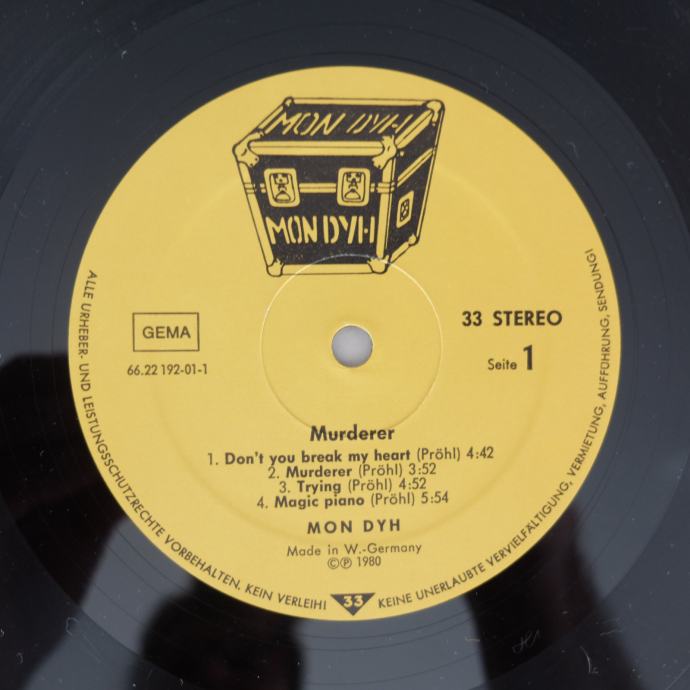 MON DYH
MON DYH
GEMA
66.22 192-01-1
33 STEREO
Seite 1
Murderer
1. Don't you break my heart (Pröhl) 4:42
2. Murderer (Pröhl) 3:52
3. Trying (Pröhl) 4:52
4. Magic piano (Pröhl) 5:54
MON DYH
Made in W.-Germany
©℗ 1980
ALLE URHEBER. UND LEISTUNGSSCHUTZRECHTE VORBEHALTEN. KEIN VERLEIH! 33 KEINE UNERLAUBTE VERVIELFÄLTIGUNG, VERMIETUNG, AUFFÜHRUNG, SENDUNG!